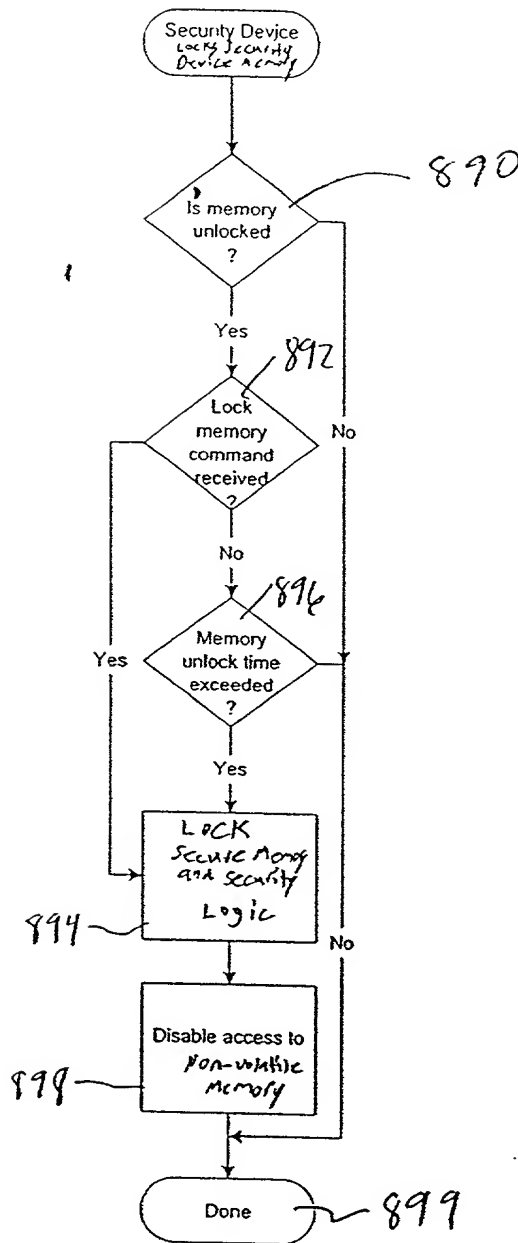 Security Device
Locks Security
Device Memory
890
Is memory
unlocked
?
Yes
No
892
Lock
memory
command
received
?
No
Yes
896
Memory
unlock time
exceeded
?
Yes
No
LOCK
Secure Memory
and Security
Logic
894
Disable access to
Non-volatile
Memory
898
Done
899